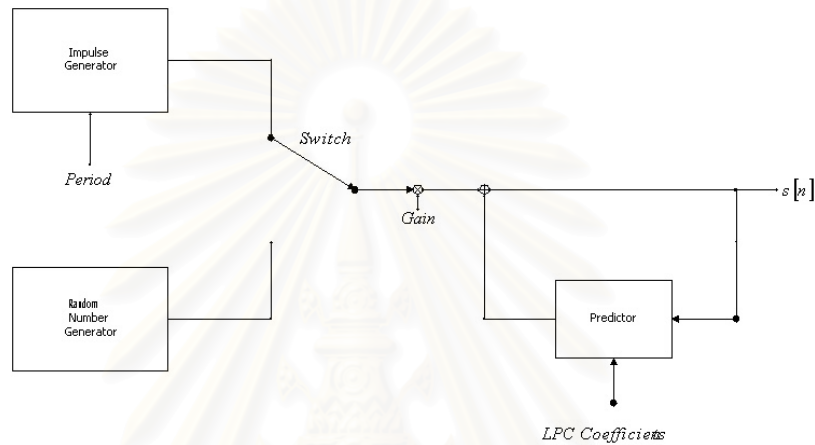 Impulse
Generator
Switch
Period
s[n]
Gain
Random
Number
Generator
Predictor
LPC Coefficients